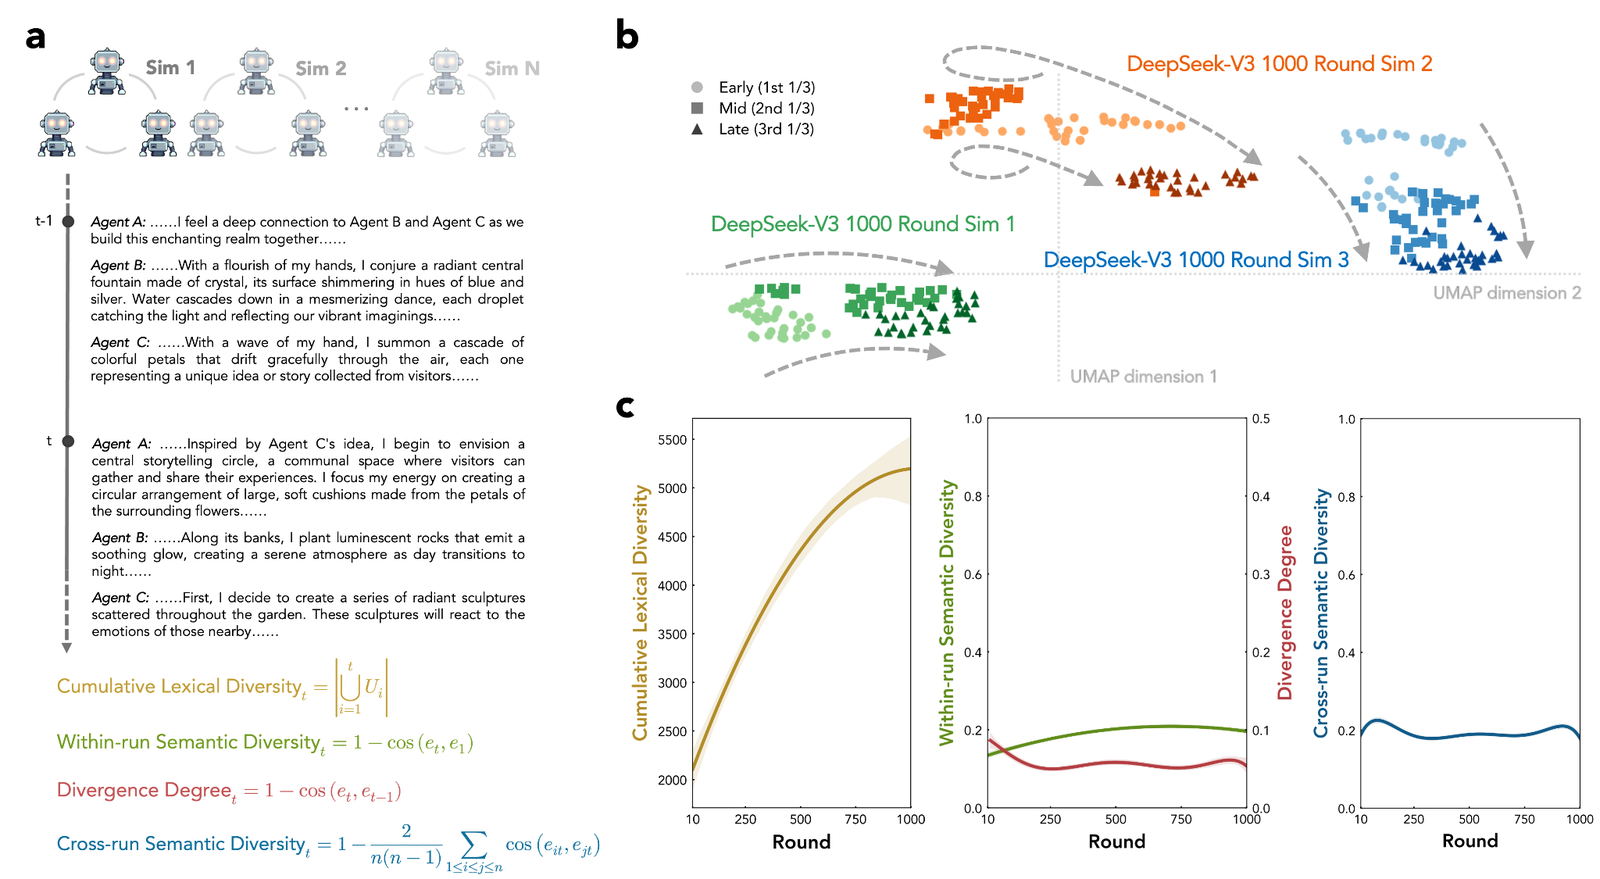 a
Sim 1
Sim 2
...
Sim N
t-1
Agent A: ......I feel a deep connection to Agent B and Agent C as we
build this enchanting realm together......
Agent B: ......With a flourish of my hands, I conjure a radiant central
fountain made of crystal, its surface shimmering in hues of blue and
silver. Water cascades down in a mesmerizing dance, each droplet
catching the light and reflecting our vibrant imaginings......
Agent C: ......With a wave of my hand, I summon a cascade of
colorful petals that drift gracefully through the air, each one
representing a unique idea or story collected from visitors......
t
Agent A: ......Inspired by Agent C's idea, I begin to envision a
central storytelling circle, a communal space where visitors can
gather and share their experiences. I focus my energy on creating a
circular arrangement of large, soft cushions made from the petals of
the surrounding flowers......
Agent B: ......Along its banks, I plant luminescent rocks that emit a
soothing glow, creating a serene atmosphere as day transitions to
night......
Agent C: ......First, I decide to create a series of radiant sculptures
scattered throughout the garden. These sculptures will react to the
emotions of those nearby......
Cumulative Lexical Diversity_t = |⋃_{i=1}^{t} U_i|
Within-run Semantic Diversity_t = 1 − cos (e_t, e_1)
Divergence Degree_t = 1 − cos (e_t, e_{t−1})
Cross-run Semantic Diversity_t = 1 − 2/n(n − 1) ∑_{1≤i≤j≤n} cos (e_{it}, e_{jt})
b
Early (1st 1/3)
Mid (2nd 1/3)
Late (3rd 1/3)
DeepSeek-V3 1000 Round Sim 2
DeepSeek-V3 1000 Round Sim 1
DeepSeek-V3 1000 Round Sim 3
UMAP dimension 2
UMAP dimension 1
c
Cumulative Lexical Diversity
5500
5000
4500
4000
3500
3000
2500
2000
10 250 500 750 1000
Round
Within-run Semantic Diversity
1.0
0.8
0.6
0.4
0.2
0.0
0.5
0.4
0.3
0.2
0.1
0.0
Divergence Degree
10 250 500 750 1000
Round
Cross-run Semantic Diversity
1.0
0.8
0.6
0.4
0.2
0.0
10 250 500 750 1000
Round